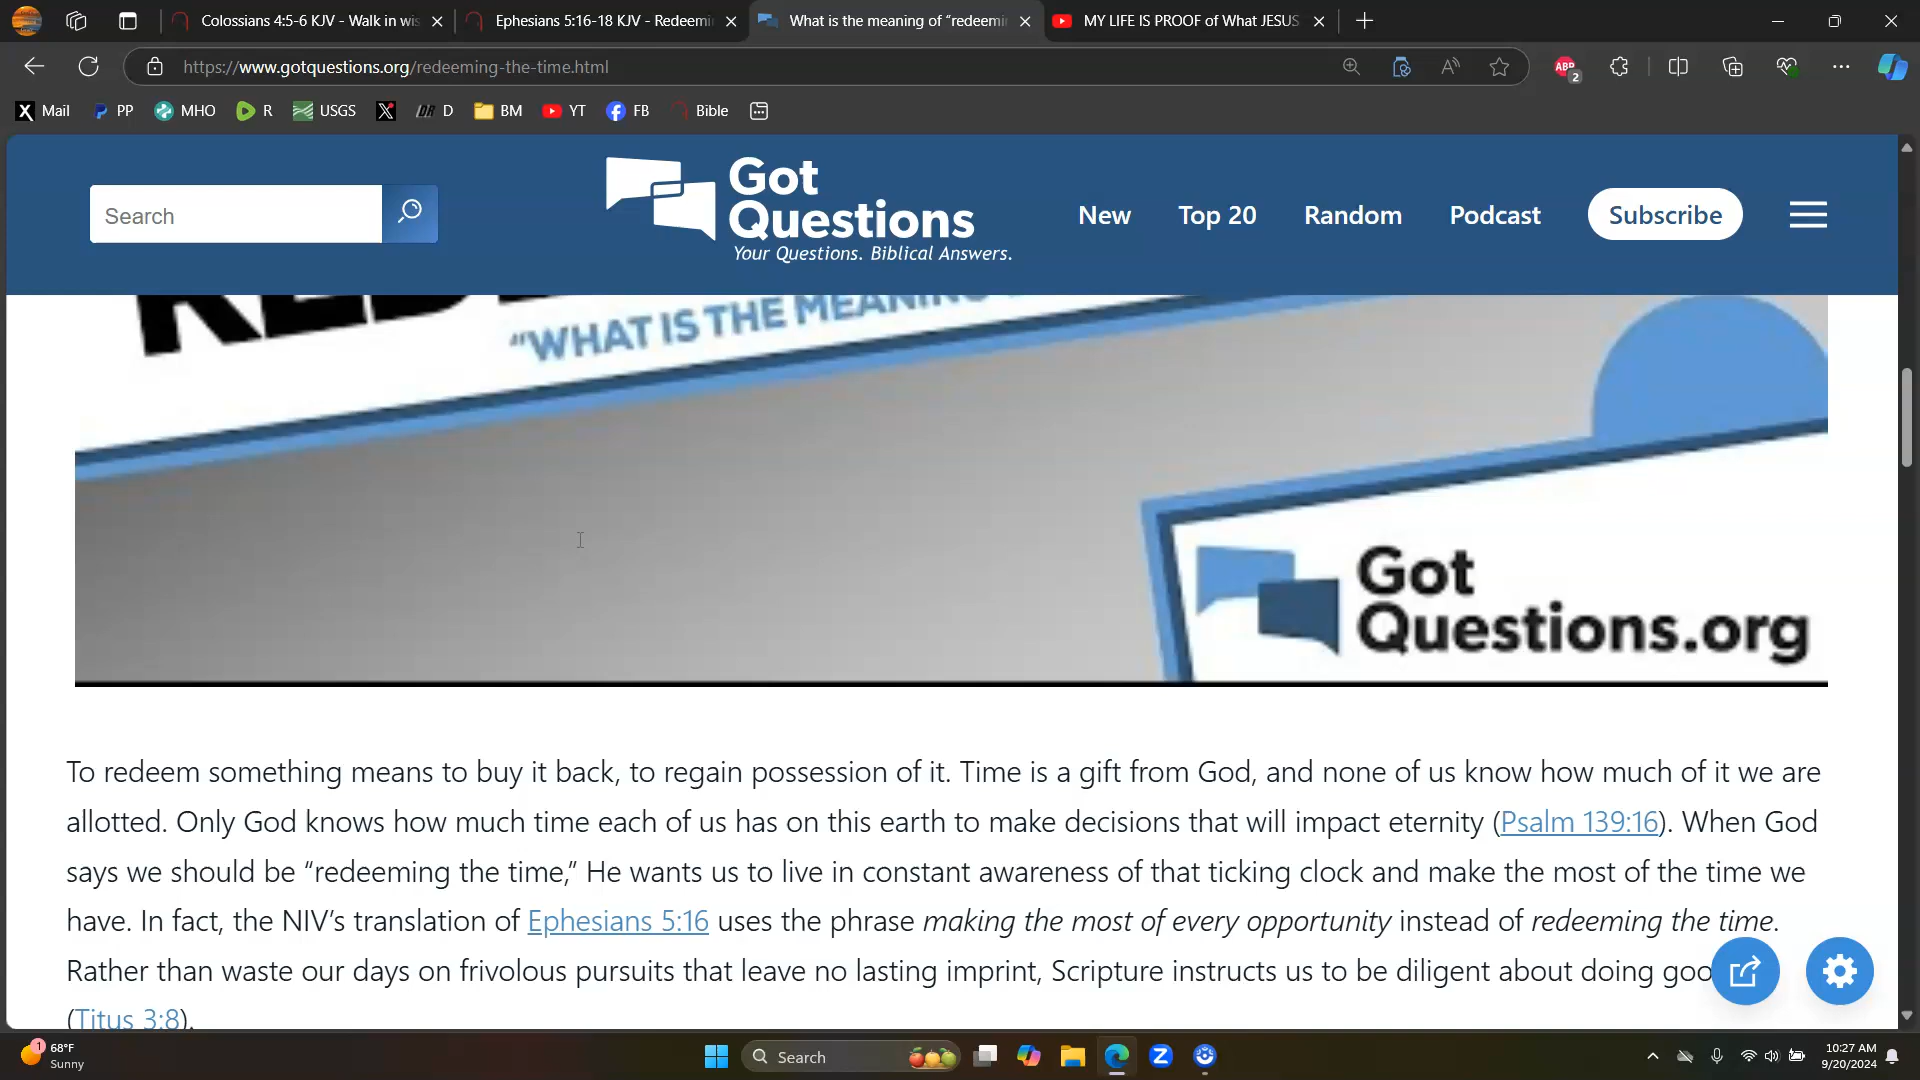 Colossians 4:5-6 KJV - Walk in wis
Ephesians 5:16-18 KJV - Redeemi
What is the meaning of “redeemi
MY LIFE IS PROOF of What JESUS
https://www.gotquestions.org/redeeming-the-time.html
ABP
2
Mail
PP
MHO
R
USGS
DR D
BM
YT
FB
Bible
Search
Got
Questions
Your Questions. Biblical Answers.
New
Top 20
Random
Podcast
Subscribe
“WHAT IS THE MEANING
Got
Questions.org
To redeem something means to buy it back, to regain possession of it. Time is a gift from God, and none of us know how much of it we are
allotted. Only God knows how much time each of us has on this earth to make decisions that will impact eternity (Psalm 139:16). When God
says we should be “redeeming the time,” He wants us to live in constant awareness of that ticking clock and make the most of the time we
have. In fact, the NIV’s translation of Ephesians 5:16 uses the phrase making the most of every opportunity instead of redeeming the time.
Rather than waste our days on frivolous pursuits that leave no lasting imprint, Scripture instructs us to be diligent about doing goo
(Titus 3:8).
1
68°F
Sunny
Search
10:27 AM
9/20/2024